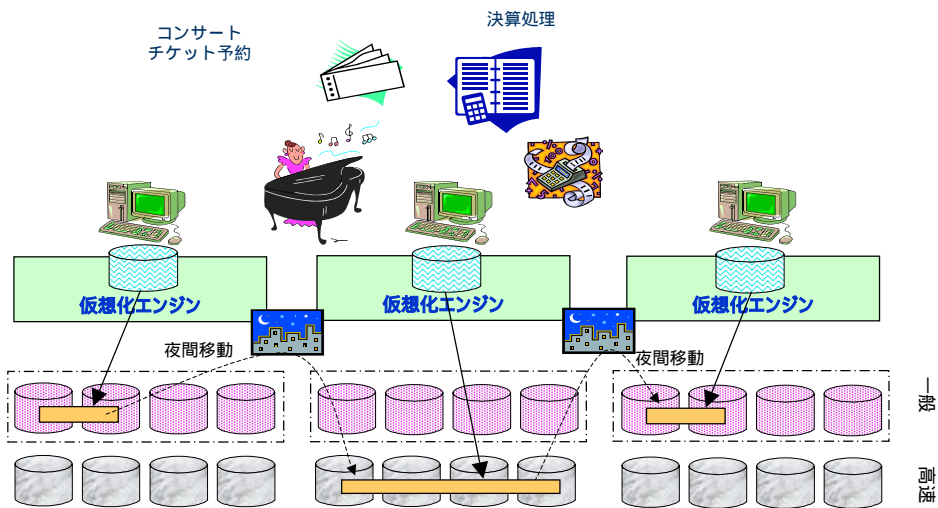 コンサート
チケット予約
決算処理
仮想化エンジン
仮想化エンジン
仮想化エンジン
夜間移動
夜間移動
一般
高速